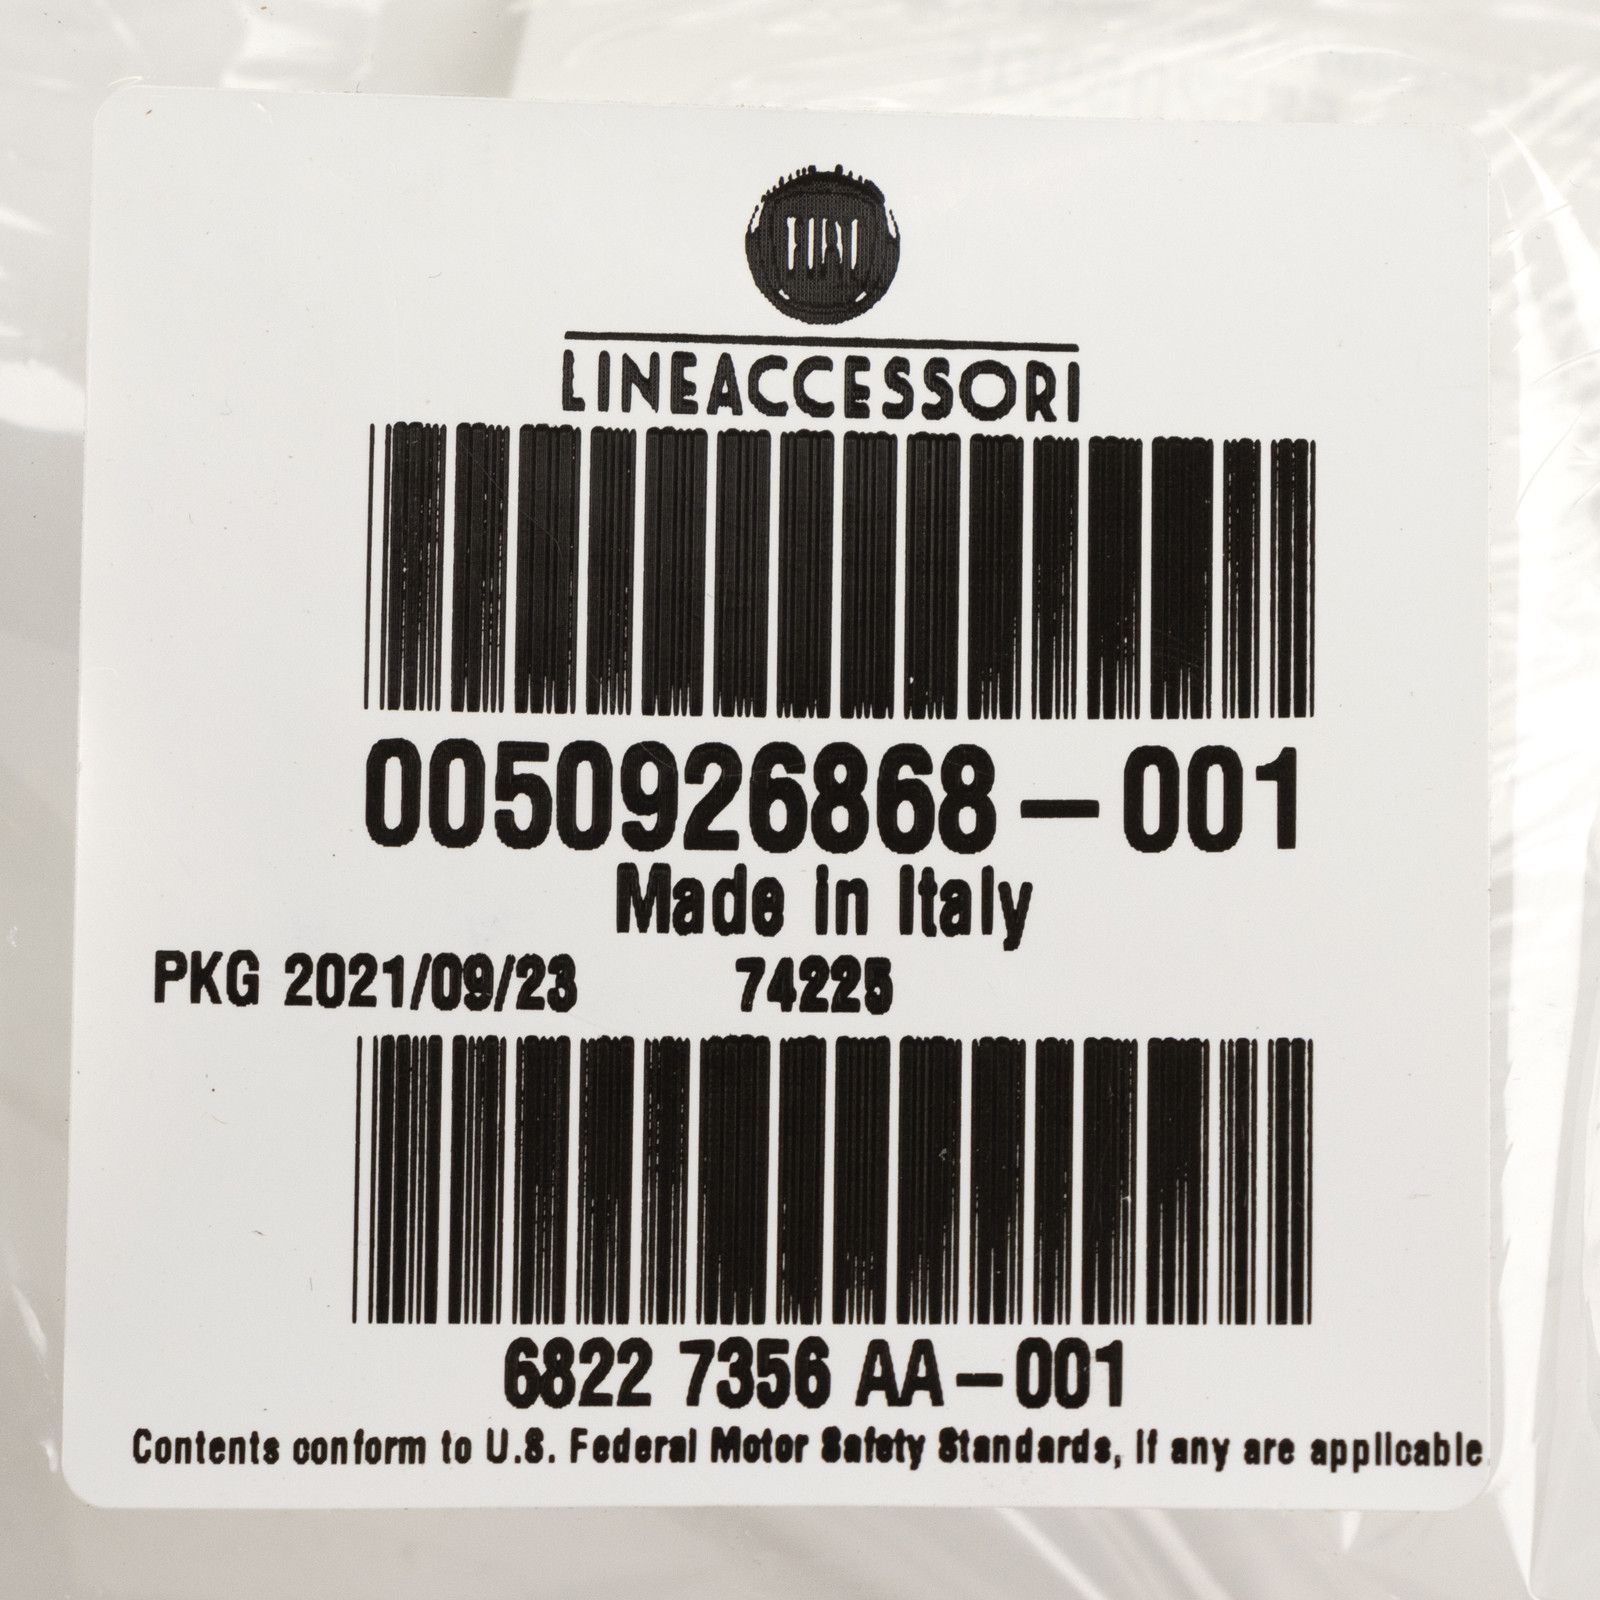 FIAT
LINEACCESSORI
0050926868-001
Made in Italy
PKG 2021/09/23 74225
6822 7356 AA-001
Contents conform to U.S. Federal Motor Safety Standards, if any are applicable.